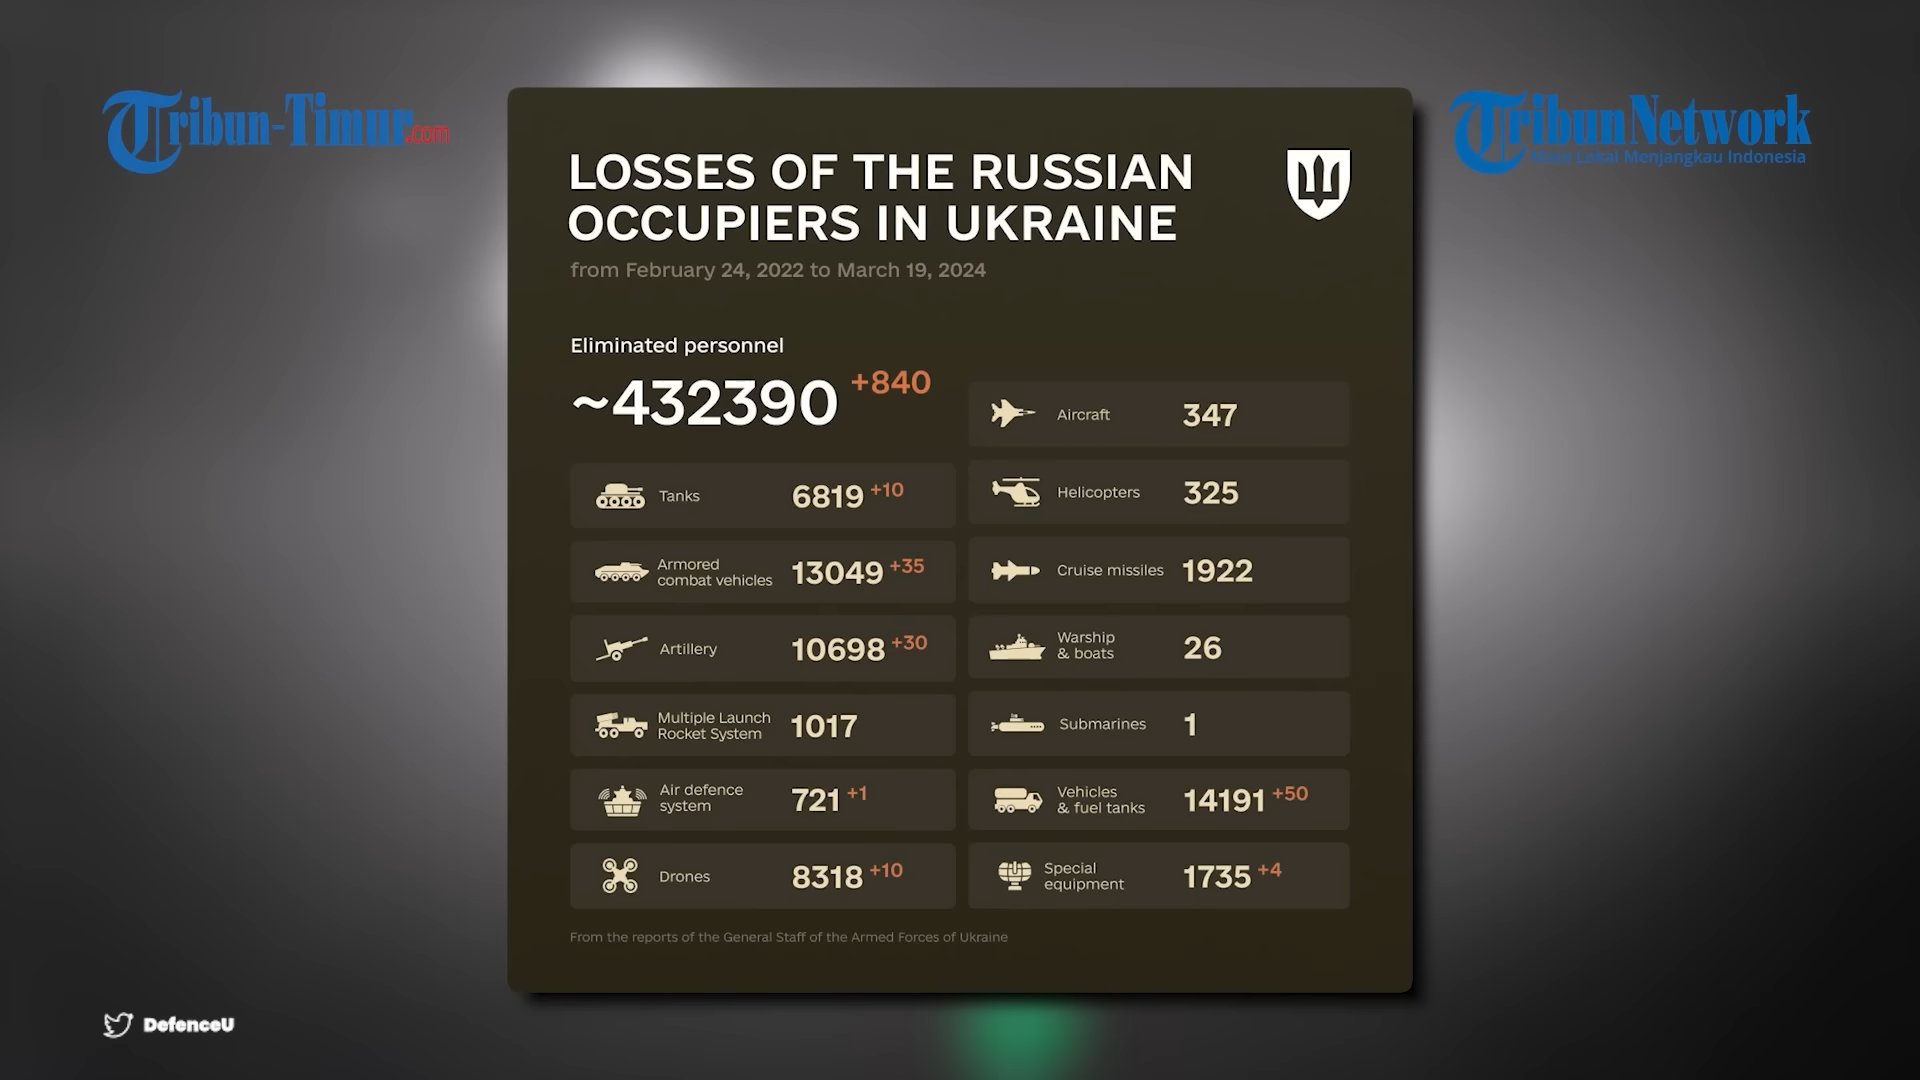 Tribun-Timur.com
TribunNetwork
Mata Lokal Menjangkau Indonesia
LOSSES OF THE RUSSIAN
OCCUPIERS IN UKRAINE
from February 24, 2022 to March 19, 2024
Eliminated personnel
~432390 +840
Tanks 6819 +10
Armored
combat vehicles 13049 +35
Artillery 10698 +30
Multiple Launch
Rocket System 1017
Air defence
system 721 +1
Drones 8318 +10
Aircraft 347
Helicopters 325
Cruise missiles 1922
Warship
& boats 26
Submarines 1
Vehicles
& fuel tanks 14191 +50
Special
equipment 1735 +4
From the reports of the General Staff of the Armed Forces of Ukraine
DefenceU